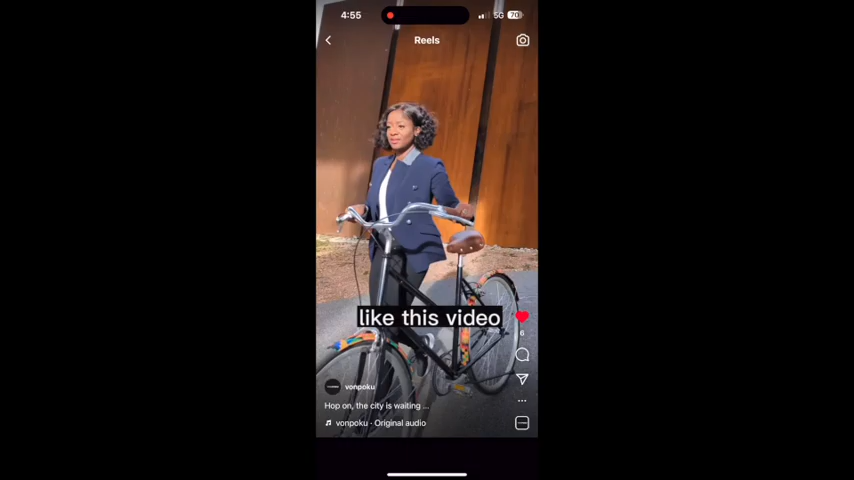 4:55
5G 70
Reels
like this video
6
vonpoku
Hop on, the city is waiting ...
vonpoku · Original audio